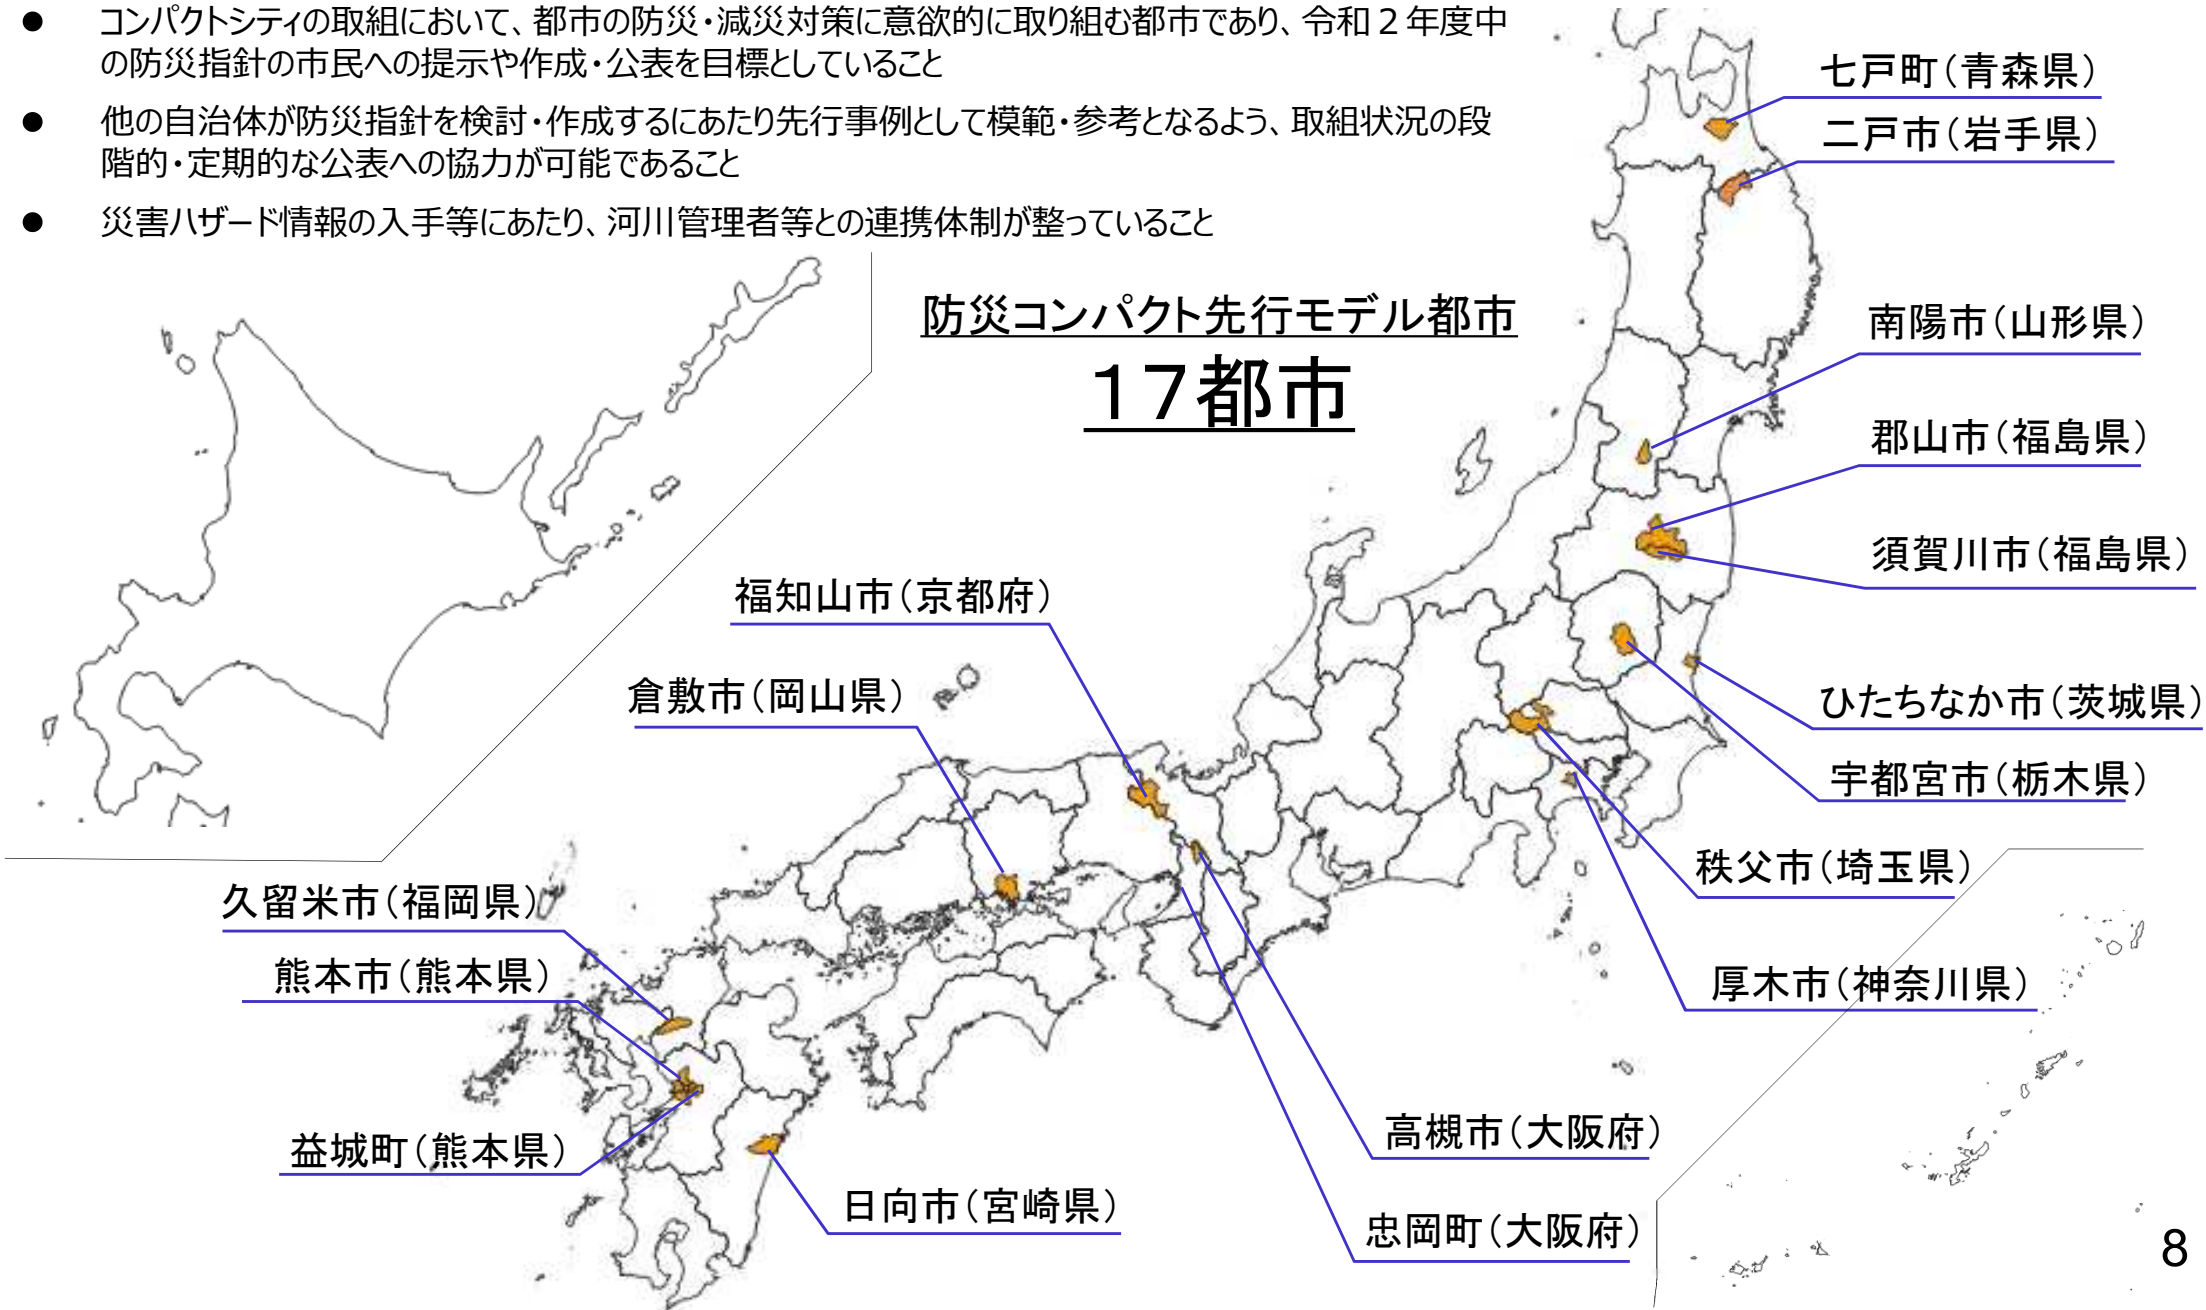 ● コンパクトシティの取組において、都市の防災・減災対策に意欲的に取り組む都市であり、令和２年度中
の防災指針の市民への提示や作成・公表を目標としていること
● 他の自治体が防災指針を検討・作成するにあたり先行事例として模範・参考となるよう、取組状況の段
階的・定期的な公表への協力が可能であること
● 災害ハザード情報の入手等にあたり、河川管理者等との連携体制が整っていること
防災コンパクト先行モデル都市
１７都市
七戸町（青森県）
二戸市（岩手県）
南陽市（山形県）
郡山市（福島県）
須賀川市（福島県）
福知山市（京都府）
倉敷市（岡山県）
ひたちなか市（茨城県）
宇都宮市（栃木県）
秩父市（埼玉県）
久留米市（福岡県）
熊本市（熊本県）
厚木市（神奈川県）
益城町（熊本県）
高槻市（大阪府）
日向市（宮崎県）
忠岡町（大阪府）
8